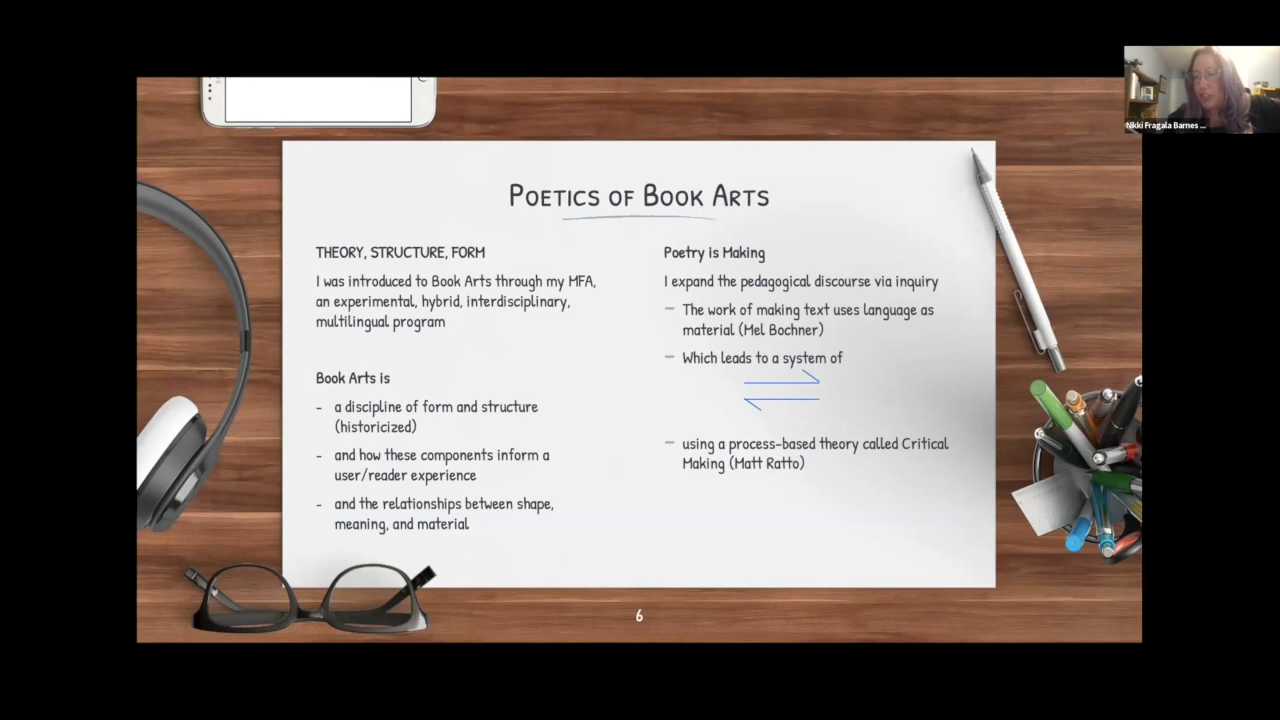 Nikki Fragala Barnes ...
POETICS OF BOOK ARTS
THEORY, STRUCTURE, FORM
I was introduced to Book Arts through my MFA,
an experimental, hybrid, interdisciplinary,
multilingual program
Book Arts is
- a discipline of form and structure
(historicized)
- and how these components inform a
user/reader experience
- and the relationships between shape,
meaning, and material
Poetry is Making
I expand the pedagogical discourse via inquiry
– The work of making text uses language as
material (Mel Bochner)
– Which leads to a system of
– using a process-based theory called Critical
Making (Matt Ratto)
6